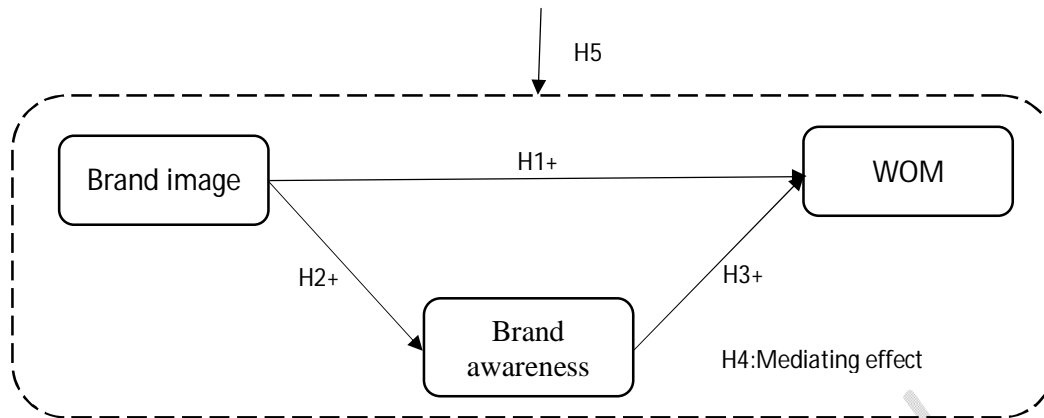 H5
Brand image
H1+
WOM
H2+
H3+
Brand
awareness
H4:Mediating effect